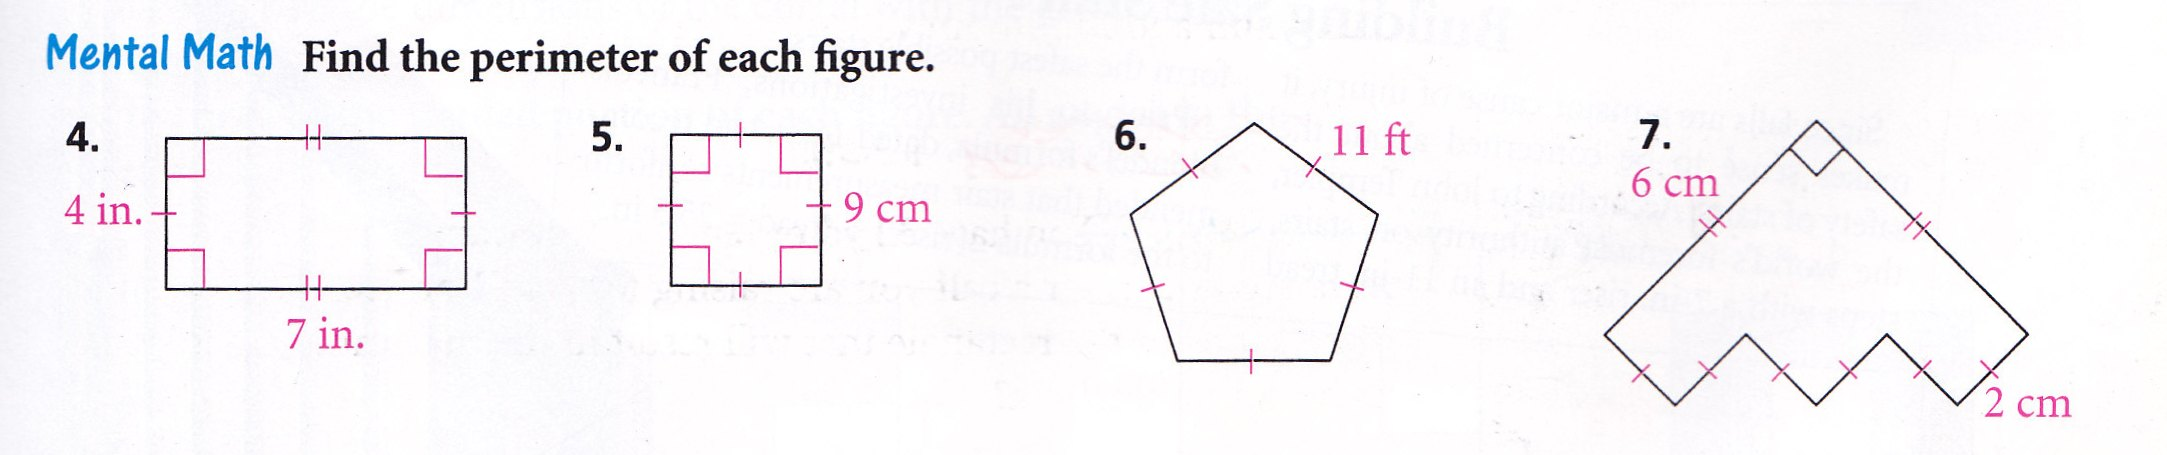 Mental Math Find the perimeter of each figure.
4.
4 in.
7 in.
5.
9 cm
6.
11 ft
7.
6 cm
2 cm